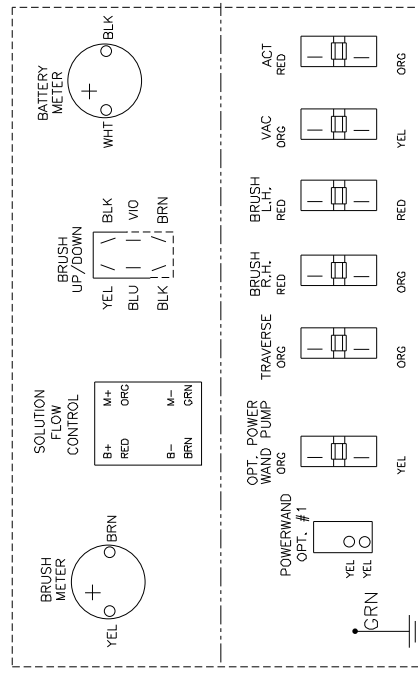 BRUSH
METER
YEL
BRN
SOLUTION
FLOW
CONTROL
B+
M+
RED
ORG
B−
M−
BRN
GRN
BRUSH
UP/DOWN
YEL
BLK
BLU
VIO
BLK
BRN
BATTERY
METER
WHT
BLK
GRN
POWERWAND
OPT. #1
YEL
YEL
OPT. POWER
WAND PUMP
ORG
YEL
TRAVERSE
ORG
ORG
BRUSH
R.H.
RED
ORG
BRUSH
L.H.
RED
RED
VAC
ORG
YEL
ACT
RED
ORG